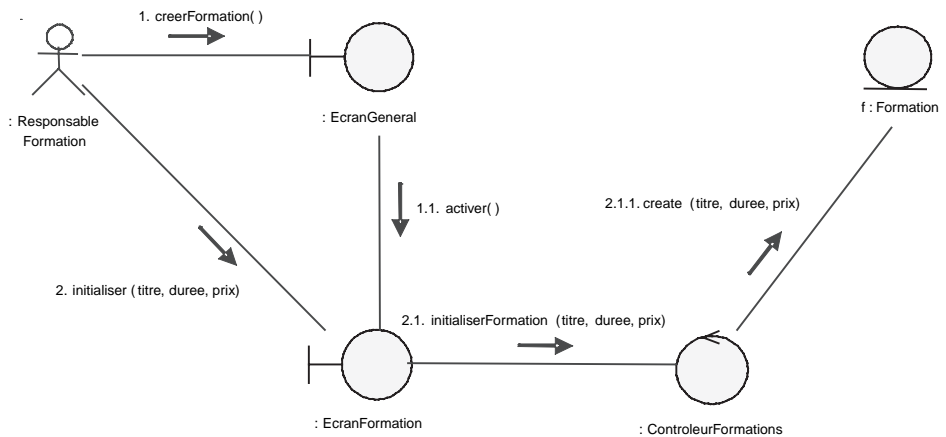 1. creerFormation( )
: Responsable
Formation
: EcranGeneral
f : Formation
1.1. activer( )
2.1.1. create (titre, duree, prix)
2. initialiser (titre, duree, prix)
2.1. initialiserFormation (titre, duree, prix)
: EcranFormation
: ControleurFormations